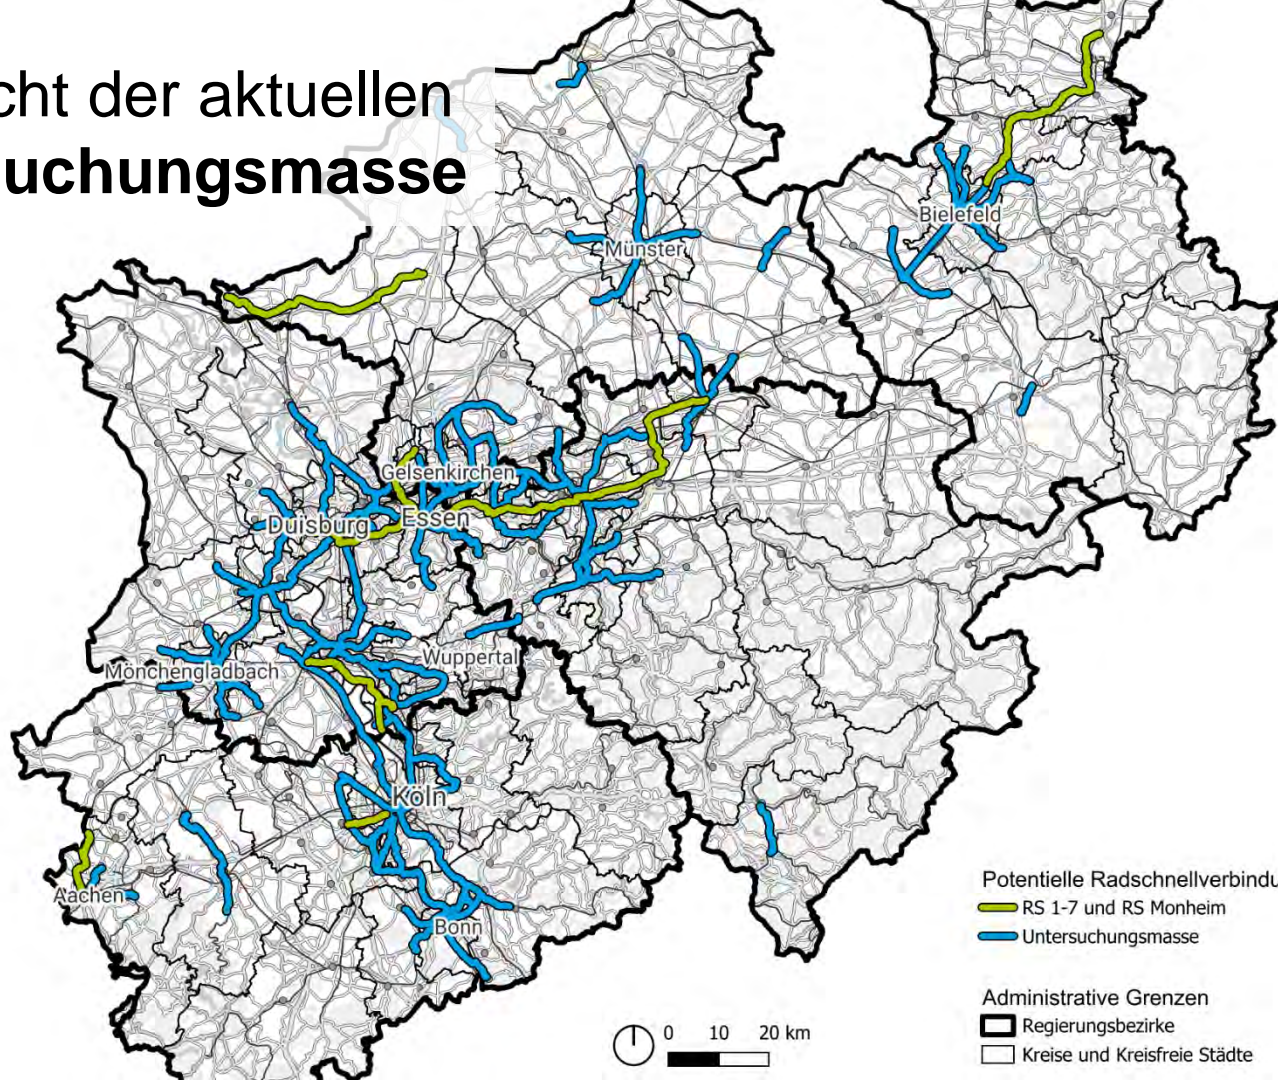 cht der aktuellen
uchungsmasse
Bielefeld
Münster
Gelsenkirchen
Duisburg
Essen
Wuppertal
Mönchengladbach
Köln
Aachen
Bonn
Potentielle Radschnellverbindu
RS 1-7 und RS Monheim
Untersuchungsmasse
Administrative Grenzen
Regierungsbezirke
Kreise und Kreisfreie Städte
0 10 20 km